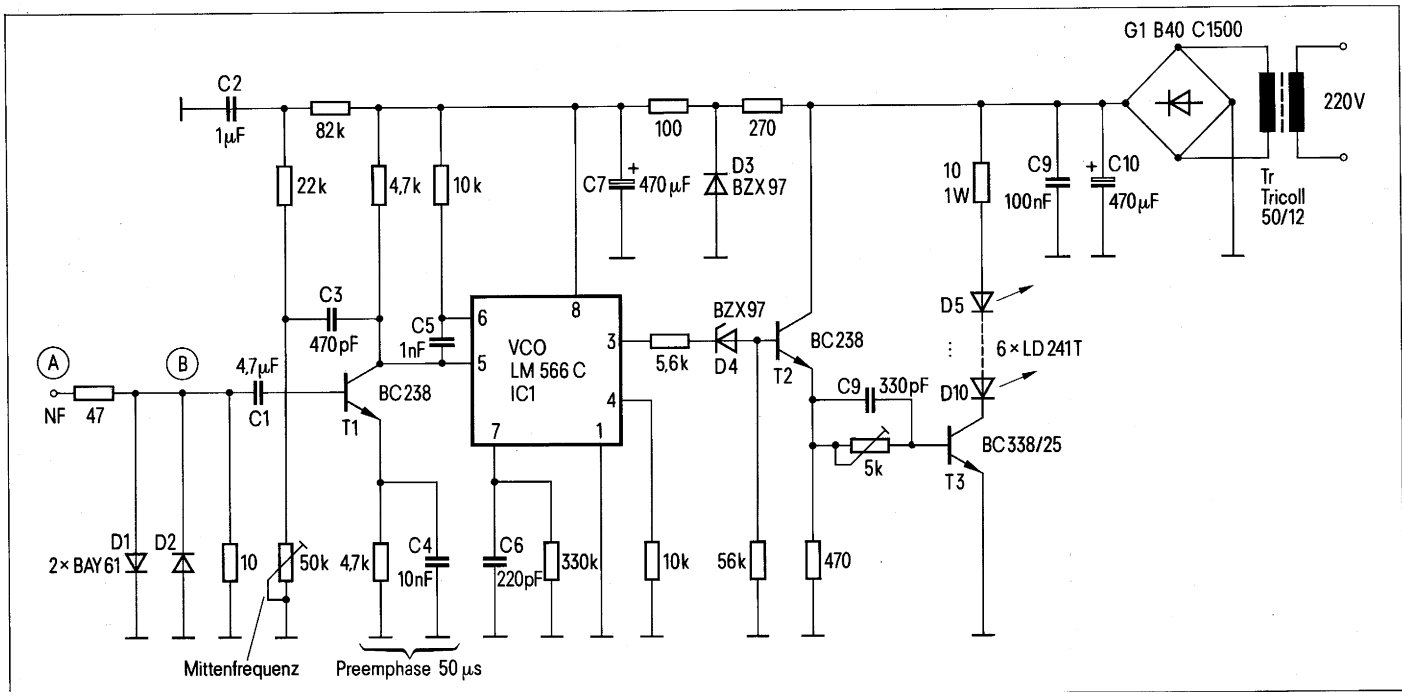 G1 B40 C1500
C2
1µF
82k
100
270
220V
22k
4,7k
10k
C7
+
470µF
D3
BZX97
10
1W
C9
100nF
+
C10
470µF
Tr
Tricoll
50/12
C3
470pF
C5
1nF
6
8
5
VCO
LM 566 C
IC1
3
4
7
1
5,6k
BZX97
D4
BC238
T2
D5
6 × LD 241T
D10
A
NF
47
B
4,7µF
C1
BC238
T1
C9
330pF
5k
BC338/25
T3
D1
2× BAY61
D2
10
50k
4,7k
C4
10nF
C6
220pF
330k
10k
56k
470
Mittenfrequenz
Preemphase 50 µs